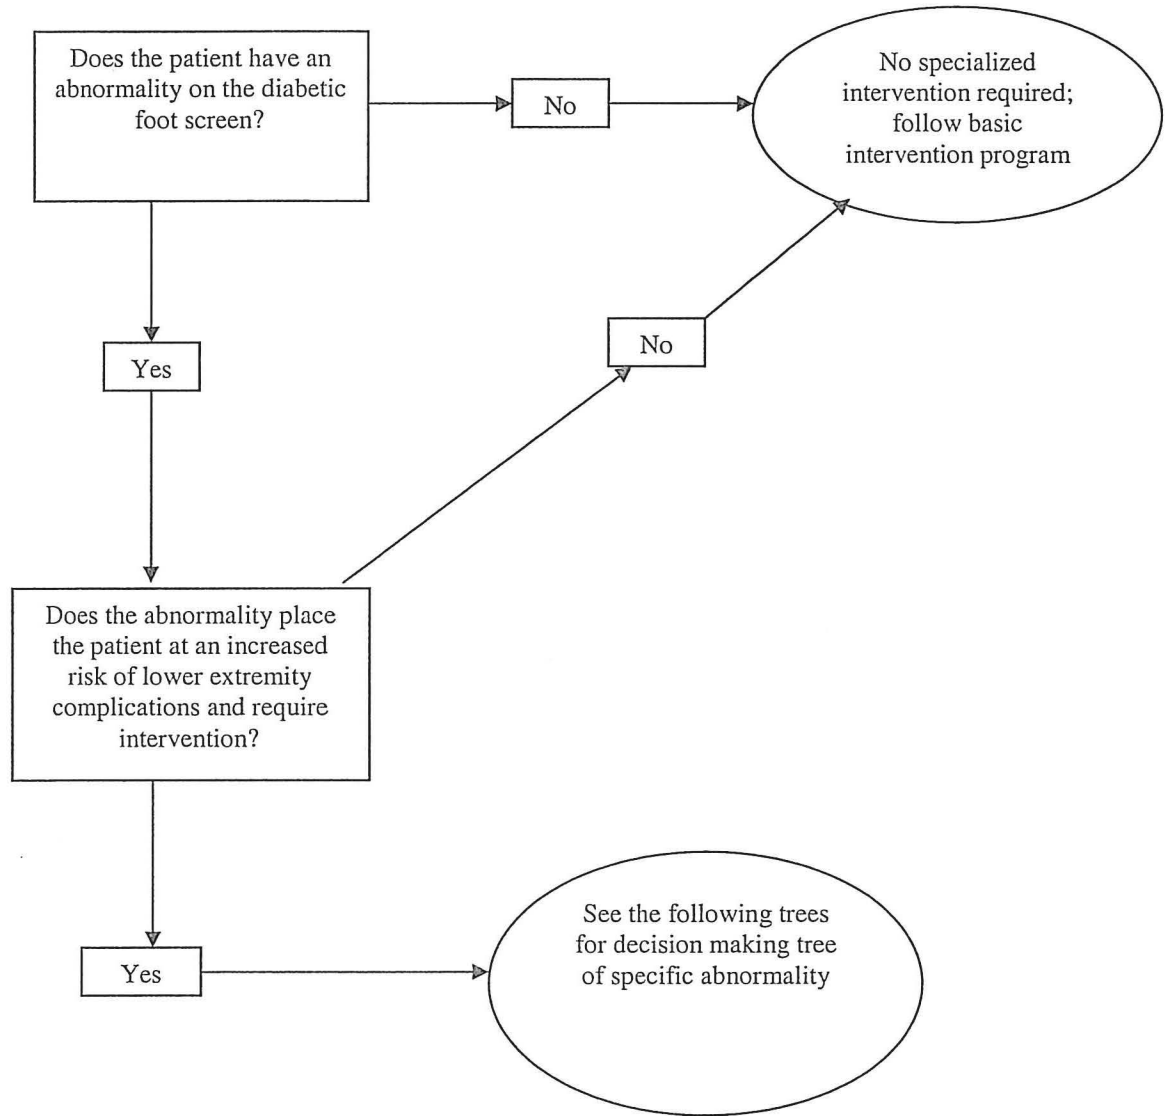 Does the patient have an
abnormality on the diabetic
foot screen?
No
No specialized
intervention required;
follow basic
intervention program
Yes
No
Does the abnormality place
the patient at an increased
risk of lower extremity
complications and require
intervention?
Yes
See the following trees
for decision making tree
of specific abnormality